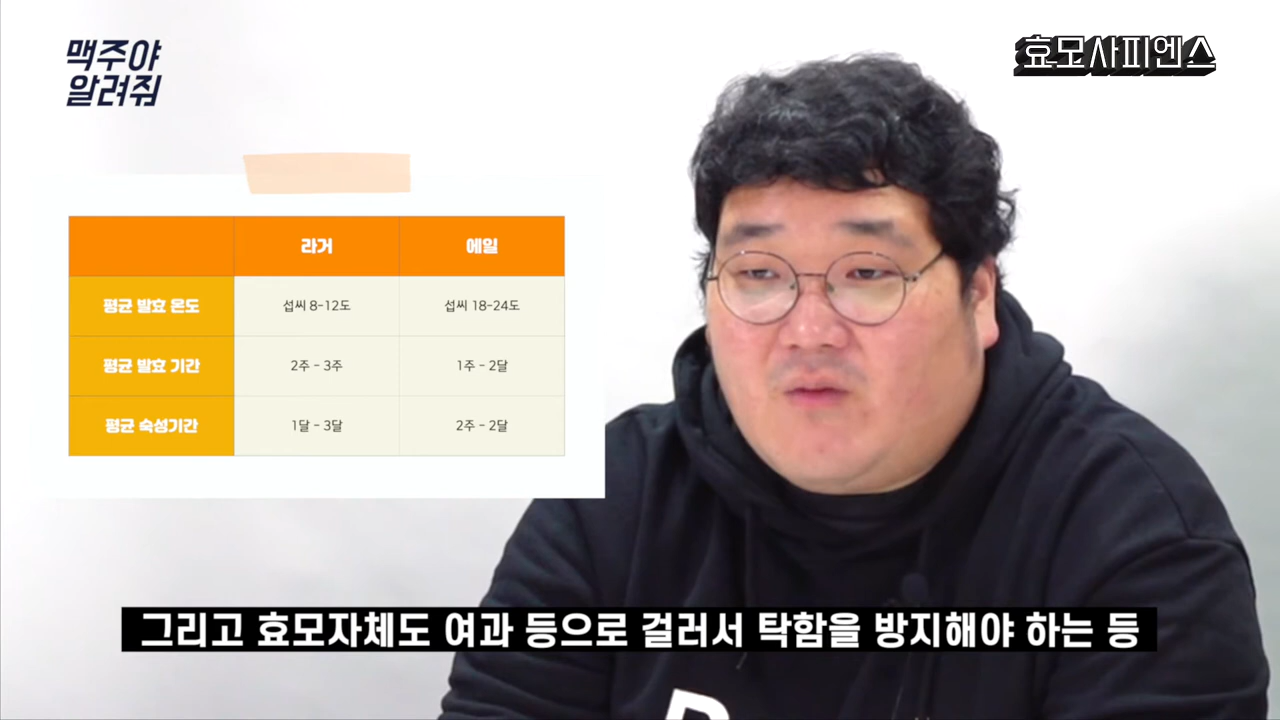 맥주야
알려줘
효모사피엔스
라거 에일
평균 발효 온도 섭씨 8-12도 섭씨 18-24도
평균 발효 기간 2주 - 3주 1주 - 2달
평균 숙성기간 1달 - 3달 2주 - 2달
그리고 효모자체도 여과 등으로 걸러서 탁함을 방지해야 하는 등